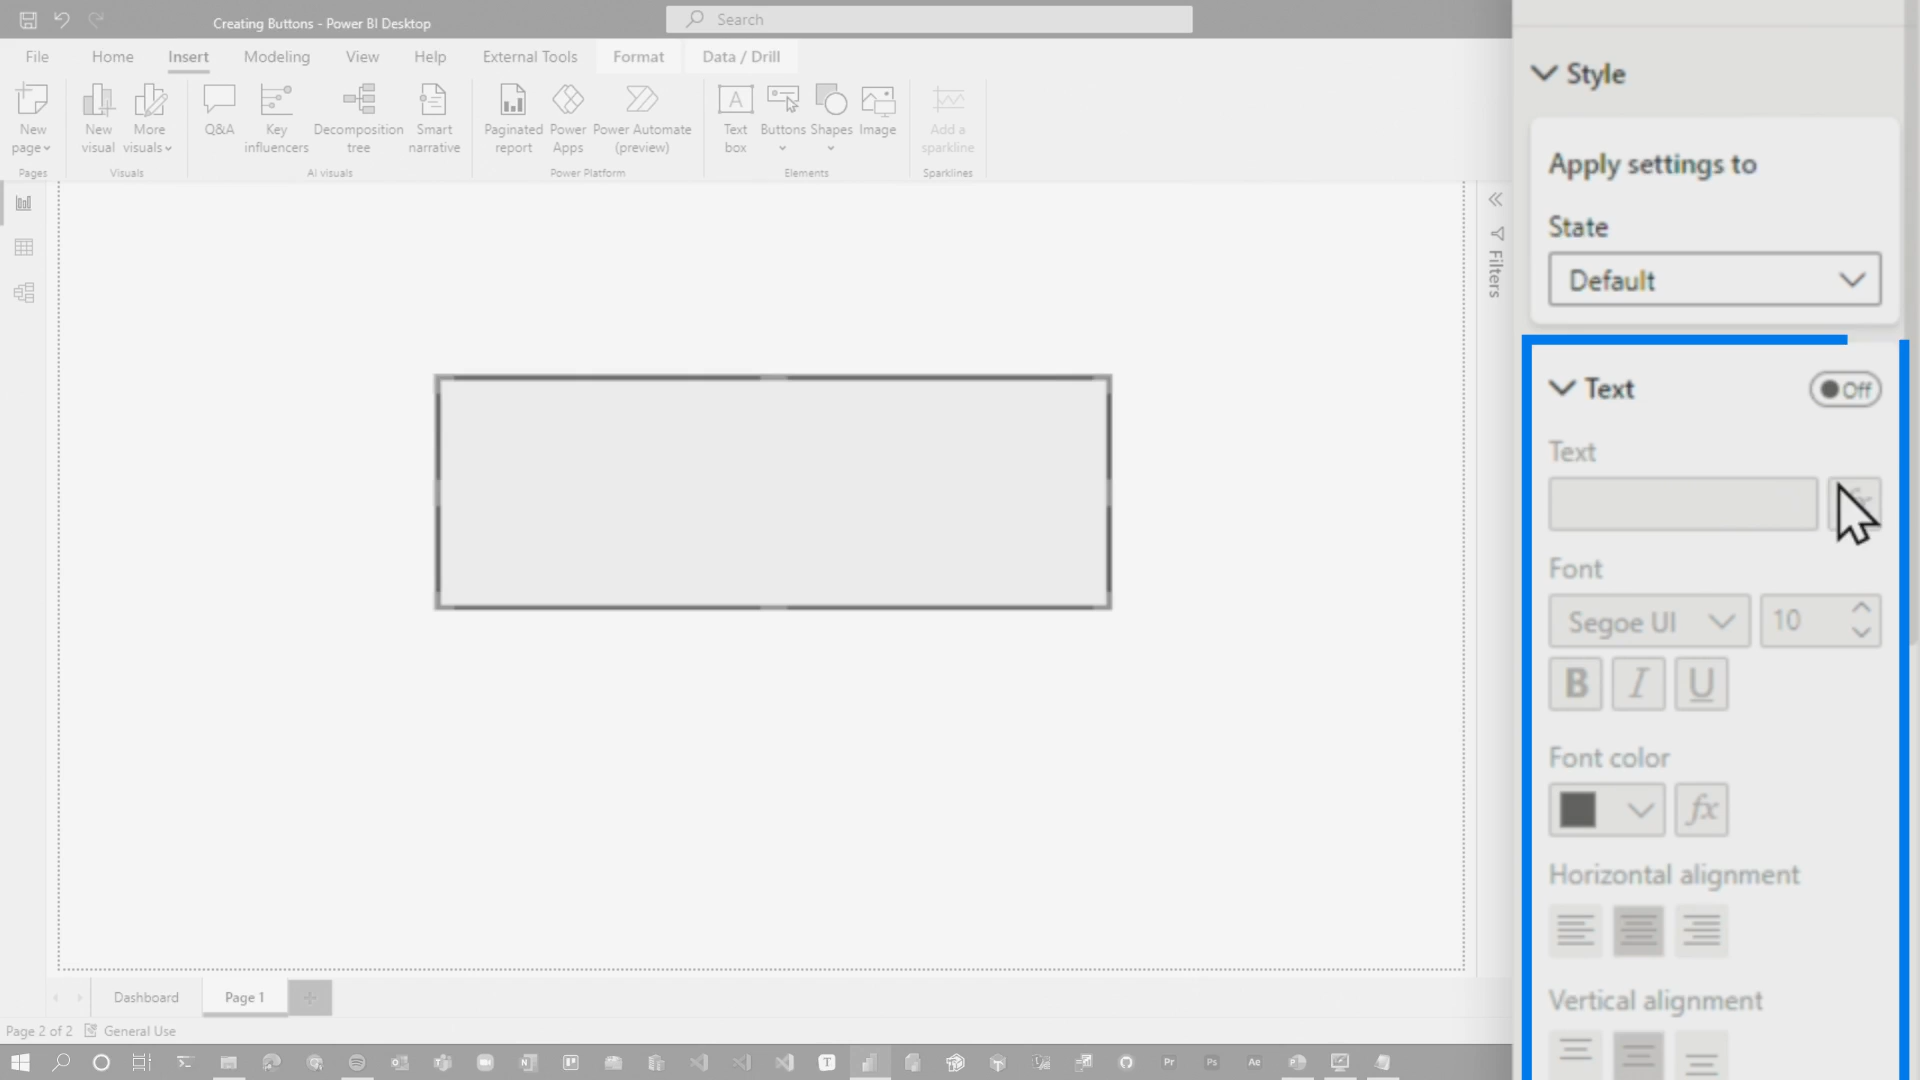 Creating Buttons - Power BI Desktop
Search
File Home Insert Modeling View Help External Tools Format Data / Drill
New page
New visual
More visuals
Q&A
Key influencers
Decomposition tree
Smart narrative
Paginated report
Power Apps
Power Automate (preview)
Text box
Buttons
Shapes
Image
Add a sparkline
Pages Visuals AI visuals Power Platform Elements Sparklines
Filters
Style
Apply settings to
State
Default
Text
Off
Text
Font
Segoe UI 10
B I U
Font color
fx
Horizontal alignment
Vertical alignment
Dashboard Page 1
Page 2 of 2 General Use
T Pr Ps Ae